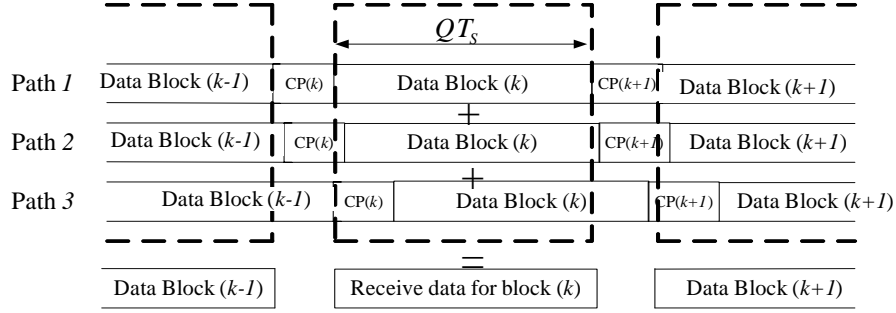 QT_S
Path 1 Data Block (k-1) CP(k) Data Block (k) CP(k+1) Data Block (k+1)
+
Path 2 Data Block (k-1) CP(k) Data Block (k) CP(k+1) Data Block (k+1)
+
Path 3 Data Block (k-1) CP(k) Data Block (k) CP(k+1) Data Block (k+1)
=
Data Block (k-1) Receive data for block (k) Data Block (k+1)